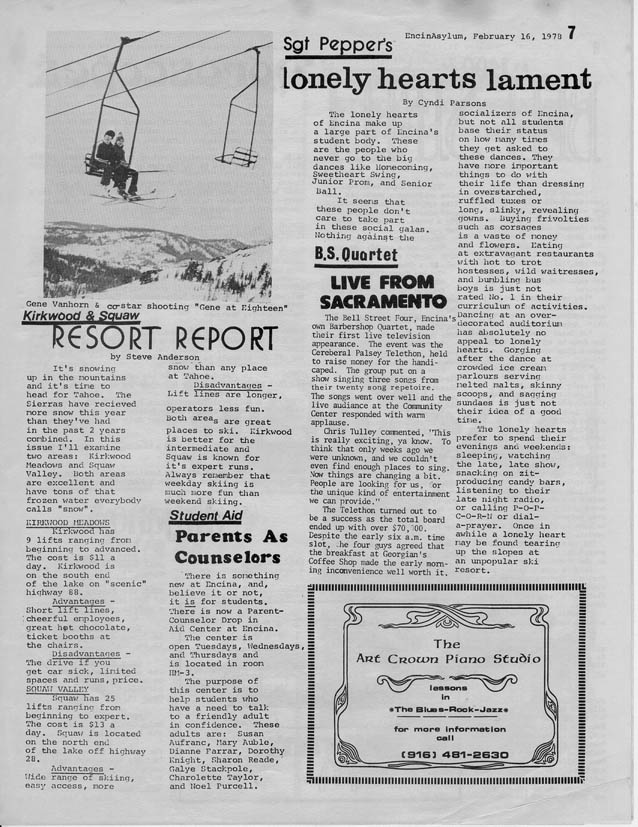 EncinAsylum, February 16, 1978 7
Gene Vanhorn & co-star shooting "Gene at Eighteen"
Kirkwood & Squaw
RESORT REPORT
by Steve Anderson
It's snowing
up in the mountains
and it's time to
head for Tahoe. The
Sierras have recieved
more snow this year
than they've had
in the past 2 years
combined. In this
issue I'll examine
two areas: Kirkwood
Meadows and Squaw
Valley. Both areas
are excellent and
have tons of that
frozen water everybody
calls "snow".
KIRKWOOD MEADOWS
Kirkwood has
9 lifts ranging from
beginning to advanced.
The cost is $11 a
day. Kirkwood is
on the south end
of the lake on "scenic"
highway 88.
Advantages -
Short lift lines,
cheerful employees,
great hot chocolate,
ticket booths at
the chairs.
Disadvantages -
The drive if you
get car sick, limited
spaces and runs, price.
SQUAW VALLEY
Squaw has 25
lifts ranging from
beginning to expert.
The cost is $13 a
day. Squaw is located
on the north end
of the lake off highway
28.
Advantages -
Wide range of skiing,
easy access, more
snow than any place
at Tahoe.
Disadvantages -
Lift lines are longer,
operators less fun.
Both areas are great
places to ski. Kirkwood
is better for the
intermediate and
Squaw is known for
it's expert runs.
Always remember that
weekday skiing is
much more fun than
weekend skiing.
Student Aid
Parents As
Counselors
There is something
new at Encina, and,
believe it or not,
it is for students.
There is now a Parent-
Counselor Drop in
Aid Center at Encina.
The center is
open Tuesdays, Wednesdays,
and Thursdays and
is located in room
MM-3.
The purpose of
this center is to
help students who
have a need to talk
to a friendly adult
in confidence. These
adults are: Susan
Aufranc, Mary Auble,
Dianne Farrar, Dorothy
Knight, Sharon Reade,
Galye Stackpole,
Charolette Taylor,
and Noel Purcell.
Sgt Pepper's
lonely hearts lament
By Cyndi Parsons
The lonely hearts
of Encina make up
a large part of Encina's
student body. These
are the people who
never go to the big
dances like Homecoming,
Sweetheart Swing,
Junior Prom, and Senior
Ball.
It seems that
these people don't
care to take part
in these social galas.
Nothing against the
socializers of Encina,
but not all students
base their status
on how many times
they get asked to
these dances. They
have more important
things to do with
their life than dressing
in overstarched,
ruffled tuxes or
long, slinky, revealing
gowns. Buying frivolties
such as corsages
is a waste of money
and flowers. Eating
at extravagant restaurants
with hot to trot
hostesses, wild waitresses,
and bumbling bus
boys is just not
rated No. 1 in their
curriculum of activities.
Dancing at an over-
decorated auditorium
has absolutely no
appeal to lonely
hearts. Gorging
after the dance at
crowded ice cream
parlours serving
melted malts, skinny
scoops, and sagging
sundaes is just not
their idea of a good
time.
The lonely hearts
prefer to spend their
evenings and weekends:
sleeping, watching
the late, late show,
snacking on zit-
producing candy bars,
listening to their
late night radio,
or calling P-O-P-
C-O-R-N or dial-
a-prayer. Once in
awhile a lonely heart
may be found tearing
up the slopes at
an unpopular ski
resort.
B.S. Quartet
LIVE FROM
SACRAMENTO
The Bell Street Four, Encina's
own Barbershop Quartet, made
their first live television
appearance. The event was the
Cereberal Palsey Telethon, held
to raise money for the handi-
caped. The group put on a
show singing three songs from
their twenty song repetoire.
The songs went over well and the
live audiance at the Community
Center responded with warm
applause.
Chris Tulley commented, "This
is really exciting, ya know. To
think that only weeks ago we
were unknown, and we couldn't
even find enough places to sing.
Now things are changing a bit.
People are looking for us, for
the unique kind of entertainment
we can provide."
The Telethon turned out to
be a success as the total board
ended up with over
Despite the early six a.m. time
slot, the four guys agreed that
the breakfast at Georgian's
Coffee Shop made the early morn-
ing inconvenience well worth it.
The
Art Crown Piano Studio
lessons
in
*The Blues-Rock-Jazz*
for more information
call
(916) 481-2630